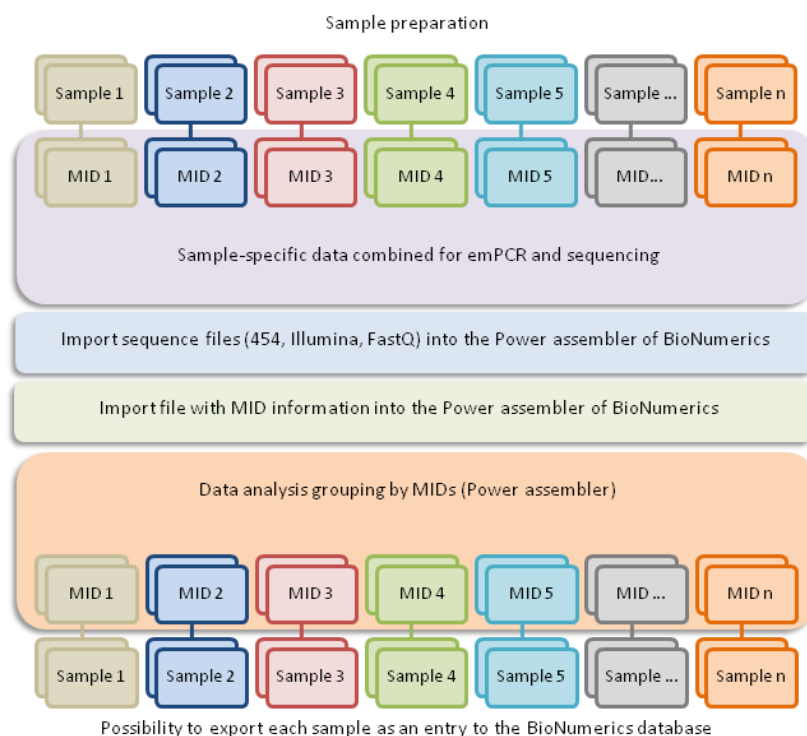 Sample preparation
Sample 1 Sample 2 Sample 3 Sample 4 Sample 5 Sample ... Sample n
MID 1 MID 2 MID 3 MID 4 MID 5 MID... MID n
Sample-specific data combined for emPCR and sequencing
Import sequence files (454, Illumina, FastQ) into the Power assembler of BioNumerics
Import file with MID information into the Power assembler of BioNumerics
Data analysis grouping by MIDs (Power assembler)
MID 1 MID 2 MID 3 MID 4 MID 5 MID ... MID n
Sample 1 Sample 2 Sample 3 Sample 4 Sample 5 Sample ... Sample n
Possibility to export each sample as an entry to the BioNumerics database